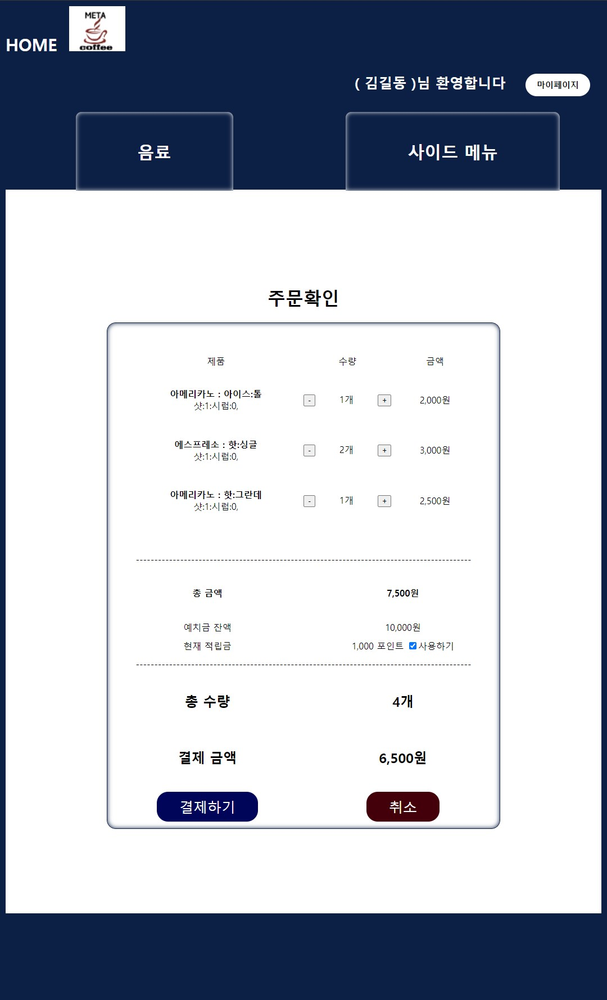 META
coffee
HOME
( 김길동 )님 환영합니다 마이페이지
음료 사이드 메뉴
주문확인
제품 수량 금액
아메리카노 : 아이스:톨
샷:1:시럽:0,
- 1개 + 2,000원
에스프레소 : 핫:싱글
샷:1:시럽:0,
- 2개 + 3,000원
아메리카노 : 핫:그란데
샷:1:시럽:0,
- 1개 + 2,500원
--------------------------------------------------------------------------------------------
총 금액 7,500원
예치금 잔액 10,000원
현재 적립금 1,000 포인트 사용하기
--------------------------------------------------------------------------------------------
총 수량 4개
결제 금액 6,500원
결제하기 취소